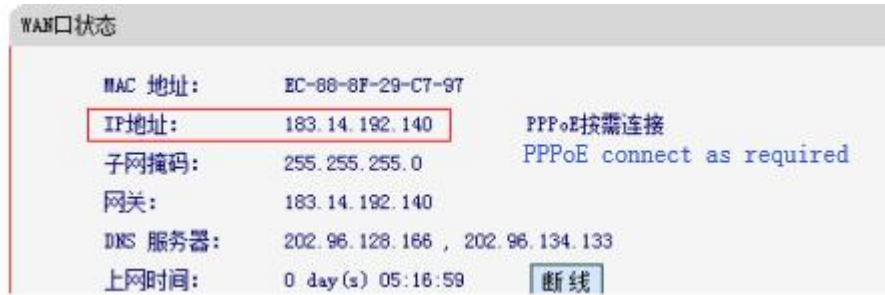 WAN口状态
MAC 地址： EC-88-8F-29-C7-97
IP地址： 183.14.192.140 PPPoE按需连接
子网掩码： 255.255.255.0 PPPoE connect as required
网关： 183.14.192.140
DNS 服务器： 202.96.128.166 , 202.96.134.133
上网时间： 0 day(s) 05:16:59 断线